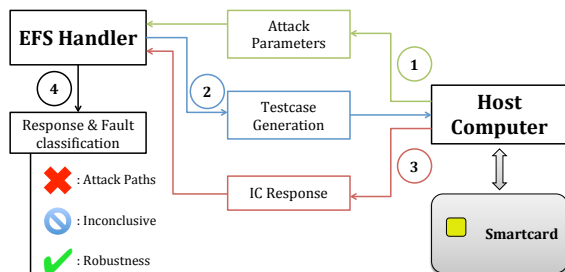 EFS Handler
Attack
Parameters
1
4
2
Testcase
Generation
Host
Computer
Response & Fault
classification
3
: Attack Paths
IC Response
: Inconclusive
Smartcard
: Robustness